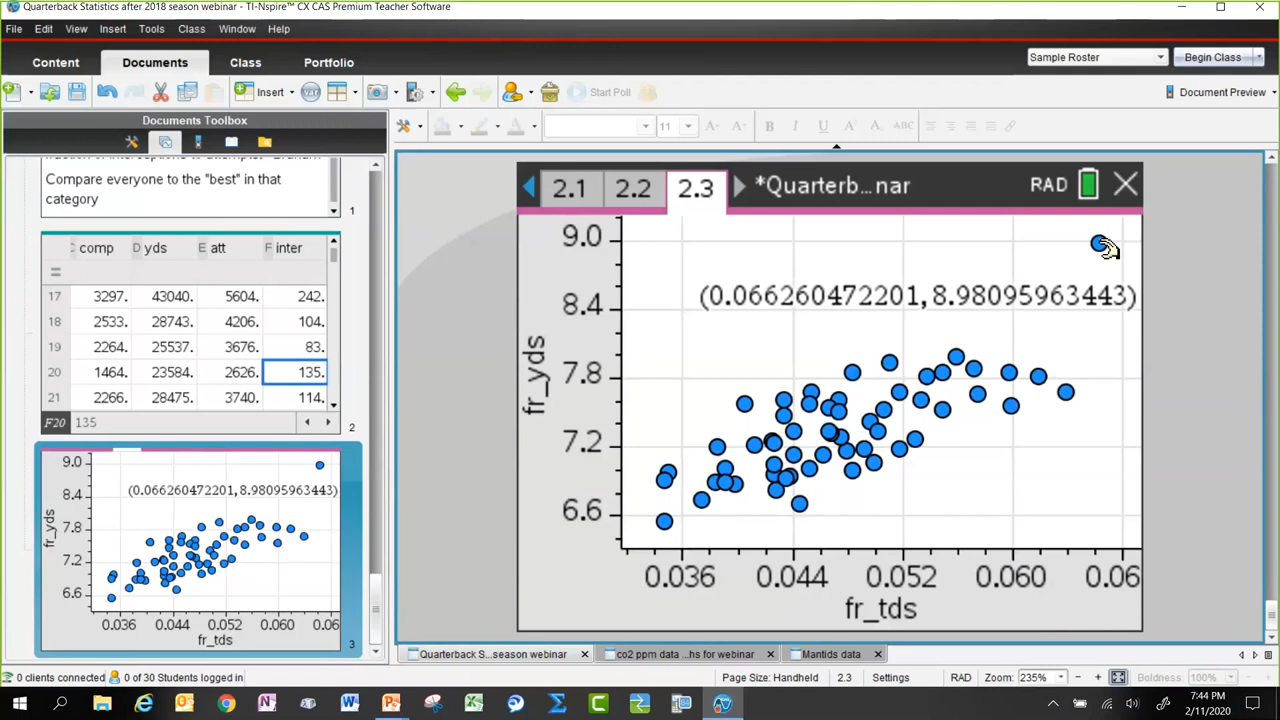 Quarterback Statistics after 2018 season webinar - TI-Nspire™ CX CAS Premium Teacher Software
File Edit View Insert Tools Class Window Help
Content Documents Class Portfolio
Sample Roster
Begin Class
Insert
Start Poll
Document Preview
Documents Toolbox
11
Compare everyone to the "best" in that
category
1
comp D yds E att F inter
=
17 3297. 43040. 5604. 242.
18 2533. 28743. 4206. 104.
19 2264. 25537. 3676. 83.
20 1464. 23584. 2626. 135.
21 2266. 28475. 3740. 114.
F20 135
2
9.0
(0.066260472201,8.98095963443)
8.4
7.8
7.2
6.6
fr_yds
0.036 0.044 0.052 0.060 0.06
fr_tds
3
2.1 2.2 2.3 *Quarterb...nar RAD
9.0
(0.066260472201,8.98095963443)
8.4
7.8
7.2
6.6
fr_yds
0.036 0.044 0.052 0.060 0.06
fr_tds
Quarterback S...season webinar
co2 ppm data ...hs for webinar
Mantids data
0 clients connected 0 of 30 Students logged in
Page Size: Handheld 2.3 Settings RAD Zoom: 235% Boldness: 100%
7:44 PM
2/11/2020